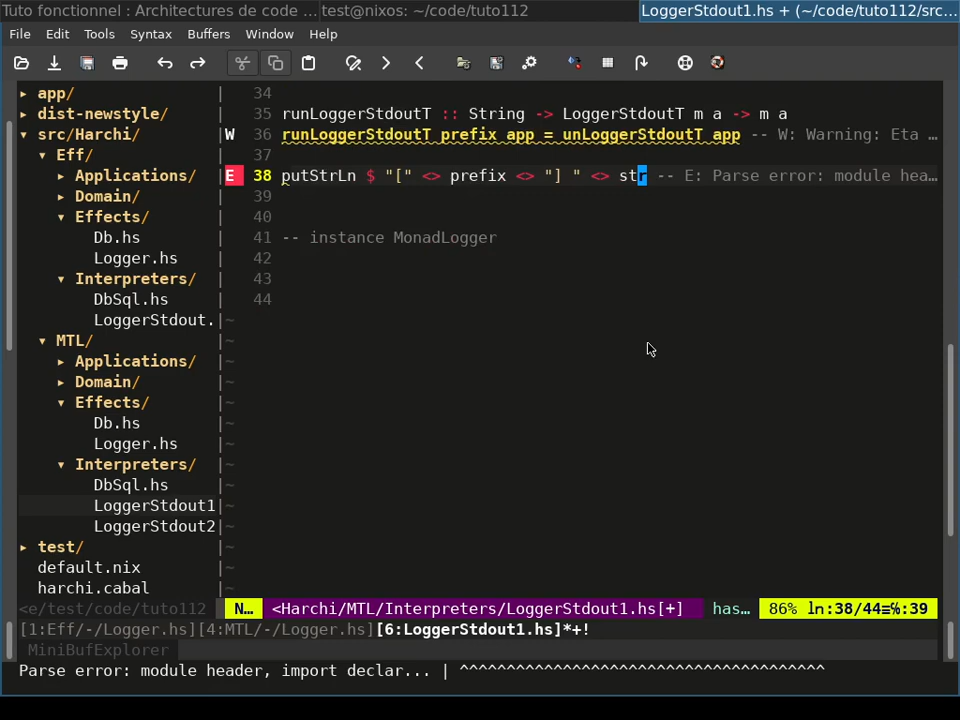 Tuto fonctionnel : Architectures de code ... test@nixos: ~/code/tuto112 LoggerStdout1.hs + (~/code/tuto112/src...
File Edit Tools Syntax Buffers Window Help
▸ app/ | 34
▸ dist-newstyle/ | 35 runLoggerStdoutT :: String -> LoggerStdoutT m a -> m a
▾ src/Harchi/ |W 36 runLoggerStdoutT prefix app = unLoggerStdoutT app -- W: Warning: Eta …
▾ Eff/ | 37
▸ Applications/ |E 38 putStrLn $ "[" <> prefix <> "] " <> str -- E: Parse error: module hea…
▸ Domain/ | 39
▾ Effects/ | 40
Db.hs | 41 -- instance MonadLogger
Logger.hs | 42
▾ Interpreters/ | 43
DbSql.hs | 44
LoggerStdout.|~
▾ MTL/ |~
▸ Applications/ |~
▸ Domain/ |~
▾ Effects/ |~
Db.hs |~
Logger.hs |~
▾ Interpreters/ |~
DbSql.hs |~
LoggerStdout1|~
LoggerStdout2|~
▸ test/ |~
default.nix |~
harchi.cabal |~
<e/test/code/tuto112 N… <Harchi/MTL/Interpreters/LoggerStdout1.hs[+] has… 86% ln:38/44≡℅:39
[1:Eff/-/Logger.hs][4:MTL/-/Logger.hs][6:LoggerStdout1.hs]*+!
MiniBufExplorer
Parse error: module header, import declar... | ^^^^^^^^^^^^^^^^^^^^^^^^^^^^^^^^^^^^^^^